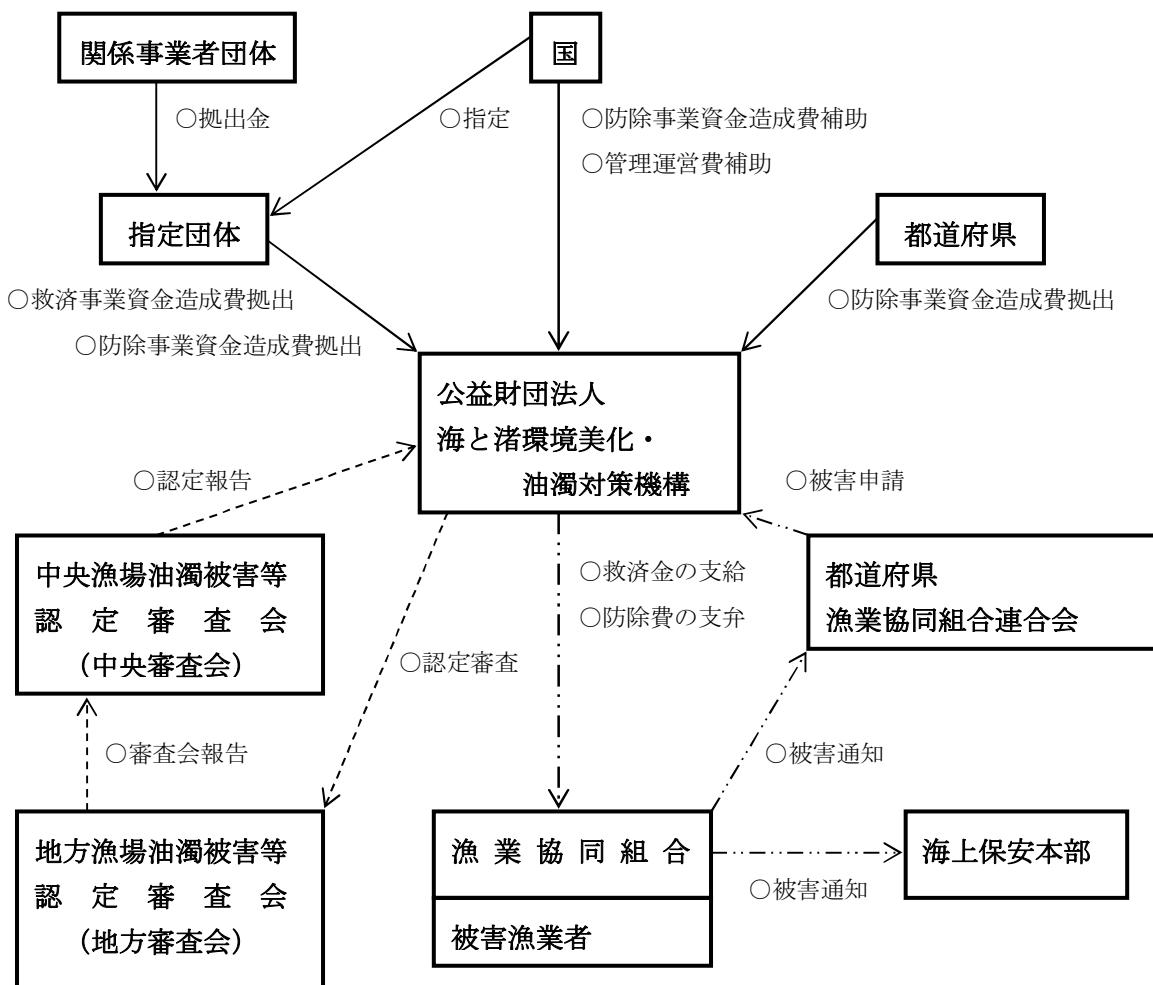 関係事業者団体
国
○拠出金
○指定
○防除事業資金造成費補助
○管理運営費補助
指定団体
都道府県
○救済事業資金造成費拠出
○防除事業資金造成費拠出
○防除事業資金造成費拠出
公益財団法人
海と渚環境美化・
油濁対策機構
○認定報告
○被害申請
中央漁場油濁被害等
認定審査会
（中央審査会）
○救済金の支給
○防除費の支弁
都道府県
漁業協同組合連合会
○認定審査
○審査会報告
○被害通知
地方漁場油濁被害等
認定審査会
（地方審査会）
漁業協同組合
被害漁業者
○被害通知
海上保安本部